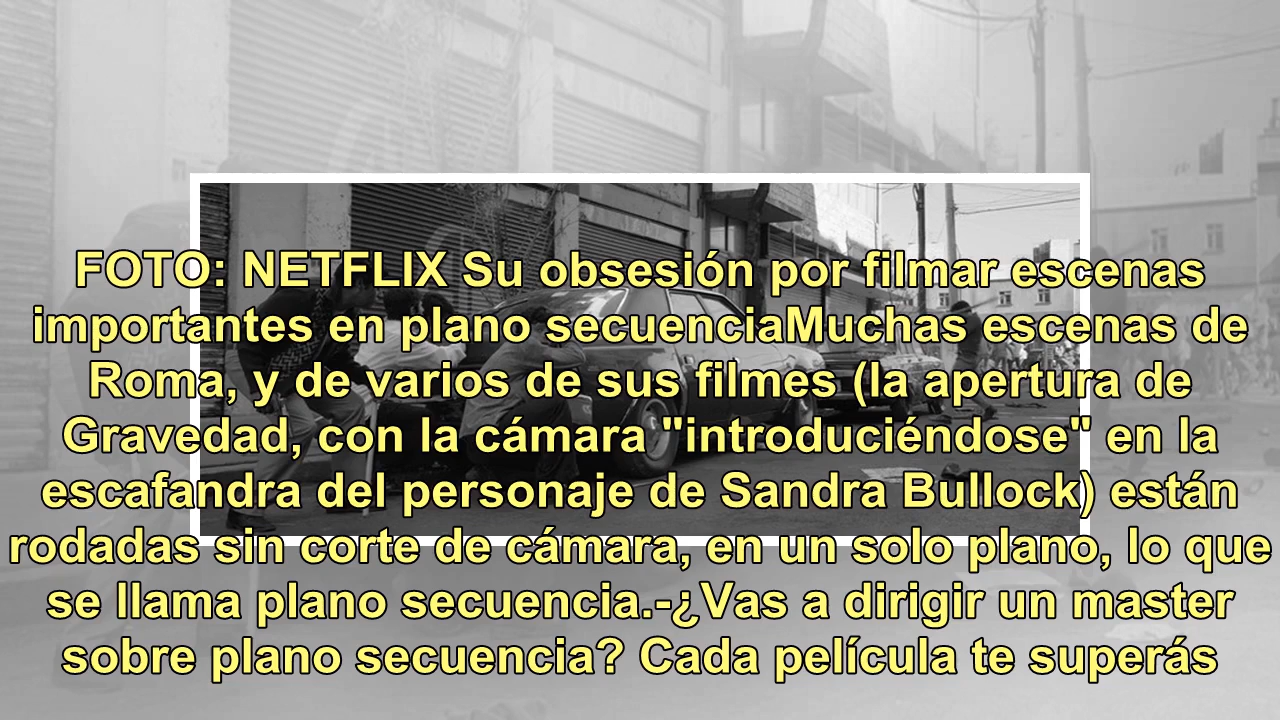 FOTO: NETFLIX Su obsesión por filmar escenas
importantes en plano secuenciaMuchas escenas de
Roma, y de varios de sus filmes (la apertura de
Gravedad, con la cámara "introduciéndose" en la
escafandra del personaje de Sandra Bullock) están
rodadas sin corte de cámara, en un solo plano, lo que
se llama plano secuencia.-¿Vas a dirigir un master
sobre plano secuencia? Cada película te superás